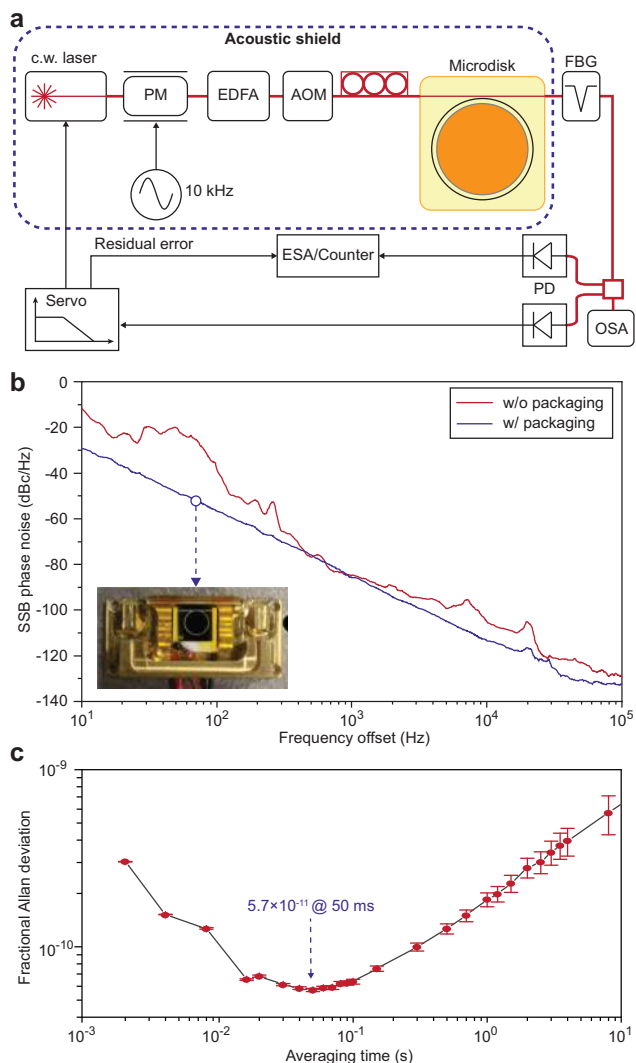 a
Acoustic shield
c.w. laser
PM
EDFA
AOM
Microdisk
FBG
10 kHz
Residual error
ESA/Counter
PD
Servo
OSA
b
w/o packaging
w/ packaging
SSB phase noise (dBc/Hz)
0
-20
-40
-60
-80
-100
-120
-140
10¹ 10² 10³ 10⁴ 10⁵
Frequency offset (Hz)
c
Fractional Allan deviation
10⁻⁹
10⁻¹⁰
5.7×10⁻¹¹ @ 50 ms
10⁻³ 10⁻² 10⁻¹ 10⁰ 10¹
Averaging time (s)